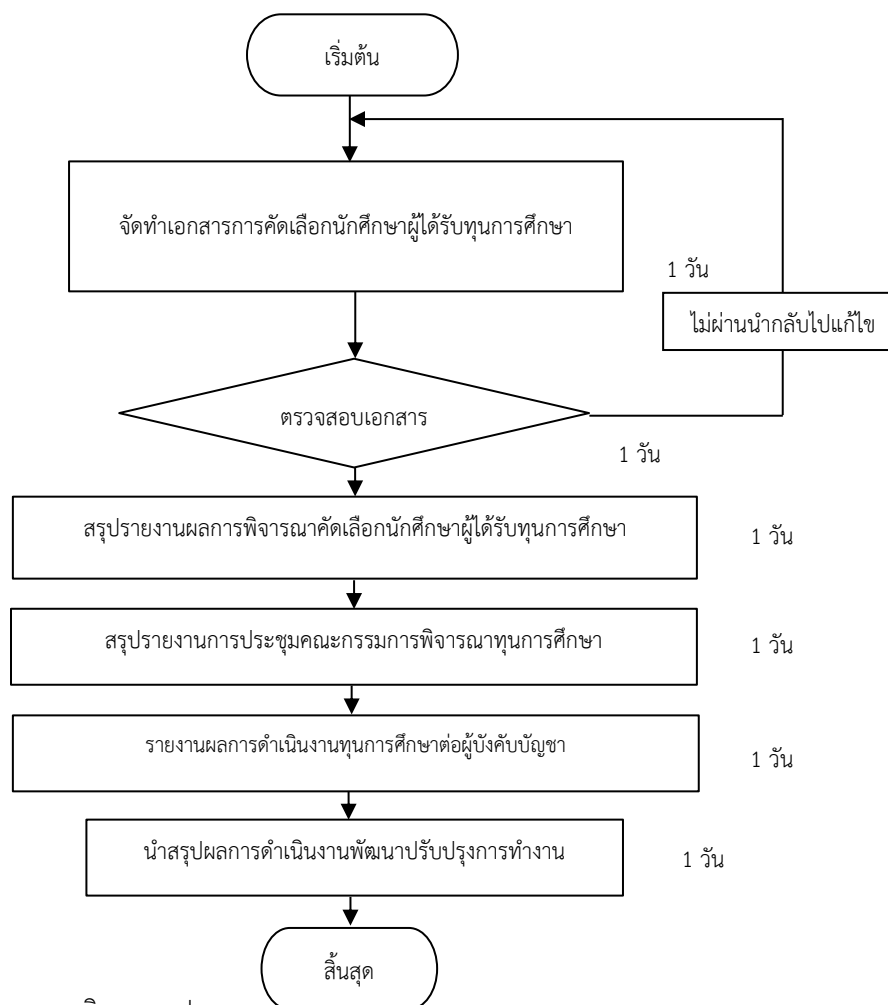 เริ่มต้น
จัดทำเอกสารการคัดเลือกนักศึกษาผู้ได้รับทุนการศึกษา
1 วัน
ไม่ผ่านนำกลับไปแก้ไข
ตรวจสอบเอกสาร
1 วัน
สรุปรายงานผลการพิจารณาคัดเลือกนักศึกษาผู้ได้รับทุนการศึกษา
1 วัน
สรุปรายงานการประชุมคณะกรรมการพิจารณาทุนการศึกษา
1 วัน
รายงานผลการดำเนินงานทุนการศึกษาต่อผู้บังคับบัญชา
1 วัน
นำสรุปผลการดำเนินงานพัฒนาปรับปรุงการทำงาน
1 วัน
สิ้นสุด